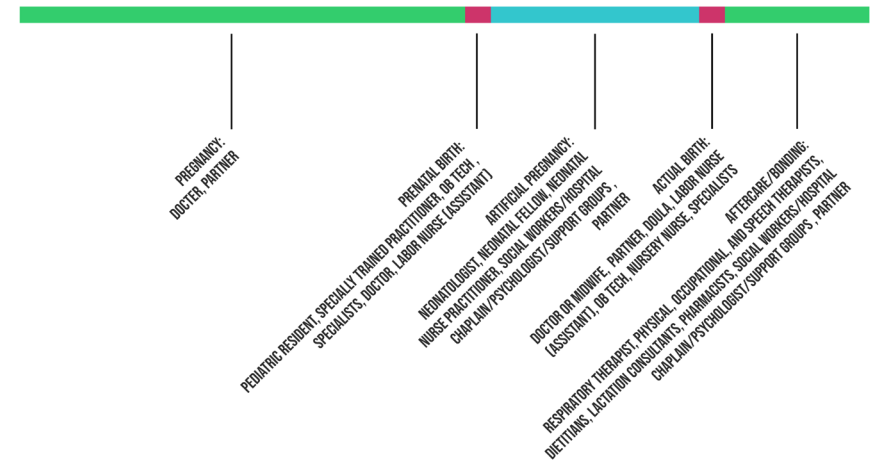 PREGNANCY:
DOCTER, PARTNER
PRENATAL BIRTH:
PEDIATRIC RESIDENT, SPECIALLY TRAINED PRACTITIONER, OB TECH ,
SPECIALISTS, DOCTOR, LABOR NURSE (ASSISTANT)
ARTIFICIAL PREGNANCY:
NEONATOLOGIST, NEONATAL FELLOW, NEONATAL
NURSE PRACTITIONER, SOCIAL WORKERS/HOSPITAL
CHAPLAIN/PSYCHOLOGIST/SUPPORT GROUPS ,
PARTNER
ACTUAL BIRTH:
DOCTOR OR MIDWIFE, PARTNER, DOULA, LABOR NURSE
(ASSISTANT), OB TECH, NURSERY NURSE, SPECIALISTS
AFTERCARE/BONDING:
RESPIRATORY THERAPIST, PHYSICAL, OCCUPATIONAL, AND SPEECH THERAPISTS,
DIETITIANS, LACTATION CONSULTANTS, PHARMACISTS, SOCIAL WORKERS/HOSPITAL
CHAPLAIN/PSYCHOLOGIST/SUPPORT GROUPS , PARTNER